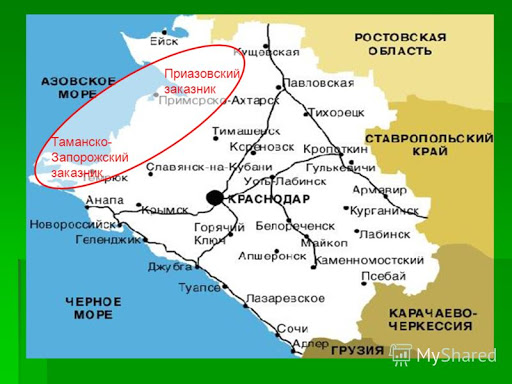 РОСТОВСКАЯ
ОБЛАСТЬ
Ейск
Кущевская
АЗОВСКОЕ
МОРЕ
Приазовский
заказник
Павловская
Приморско-Ахтарск
Тихорецк
Тимашевск
Таманско-
Запорожский
заказник
Кореновск
Кропоткин
СТАВРОПОЛЬСКИЙ
КРАЙ
Славянск-на-Кубани
Гулькевичи
Темрюк
Усть-Лабинск
Армавир
Анапа
КРАСНОДАР
Крымск
Курганинск
Новороссийск
Горячий
Ключ
Белореченск
Лабинск
Геленджик
Майкоп
Апшеронск
Каменномостский
Джубга
Псебай
Туапсе
ЧЕРНОЕ
МОРЕ
Лазаревское
КАРАЧАЕВО-
ЧЕРКЕССИЯ
Сочи
Адлер
ГРУЗИЯ
MyShared